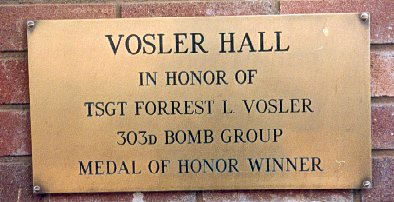 VOSLER HALL
IN HONOR OF
TSGT FORREST L. VOSLER
303D BOMB GROUP
MEDAL OF HONOR WINNER